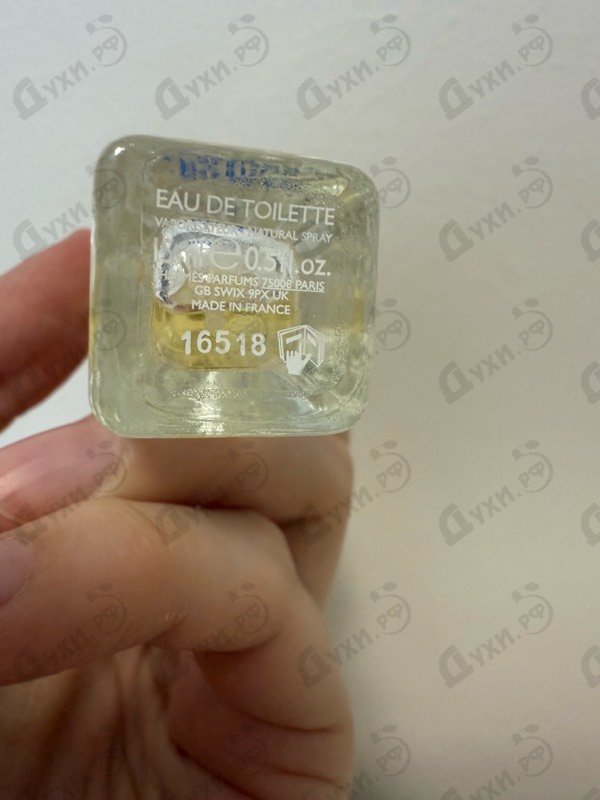 EAU DE TOILETTE
NATURAL SPRAY
0.5 fl.oz.
PARFUMS 75008 PARIS
GB SW1X 9PX UK
MADE IN FRANCE
16518
Духи.рф